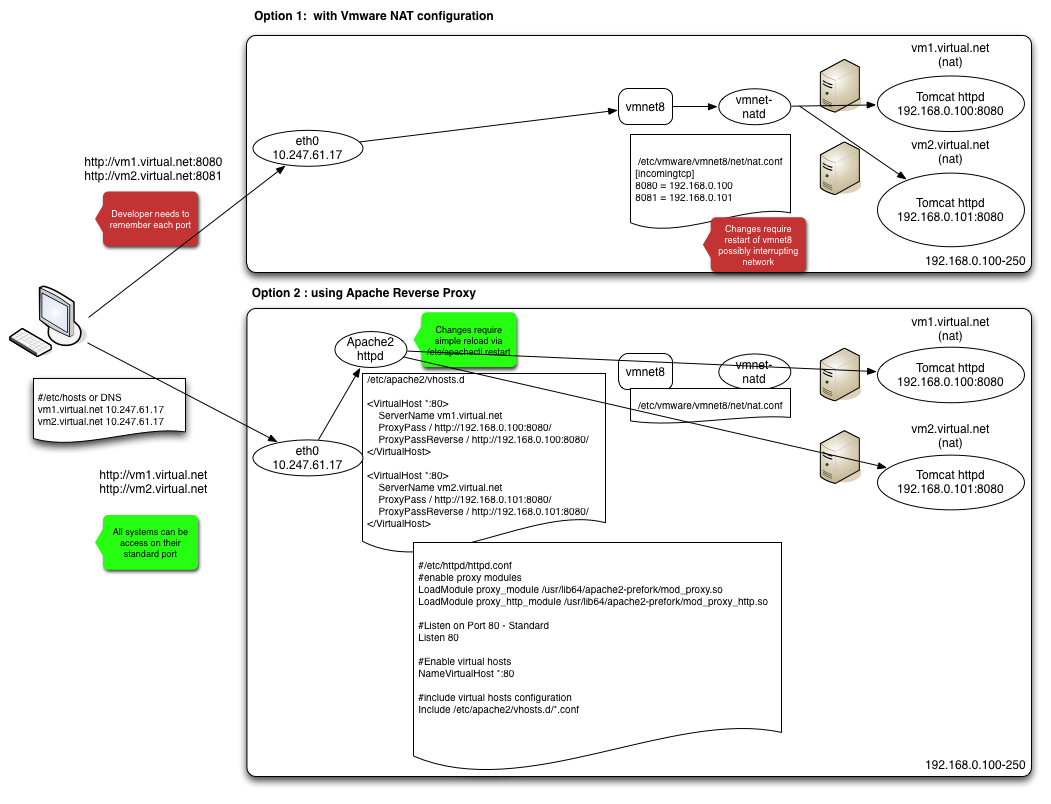 Option 1:  with Vmware NAT configuration
vm1.virtual.net
(nat)
Tomcat httpd
192.168.0.100:8080
vmnet8
vmnet-
natd
eth0
10.247.61.17
http://vm1.virtual.net:8080
http://vm2.virtual.net:8081
Developer needs to
remember each port
/etc/vmware/vmnet8/net/nat.conf
[incomingtcp]
8080 = 192.168.0.100
8081 = 192.168.0.101
vm2.virtual.net
(nat)
Tomcat httpd
192.168.0.101:8080
Changes require
restart of vmnet8
possibly interrupting
network
192.168.0.100-250
Option 2 : using Apache Reverse Proxy
Apache2
httpd
Changes require
simple reload via
/etc/apachectl restart
vmnet8
vmnet-
natd
/etc/vmware/vmnet8/net/nat.conf
vm1.virtual.net
(nat)
Tomcat httpd
192.168.0.100:8080
vm2.virtual.net
(nat)
Tomcat httpd
192.168.0.101:8080
#/etc/hosts or DNS
vm1.virtual.net 10.247.61.17
vm2.virtual.net 10.247.61.17
eth0
10.247.61.17
/etc/apache2/vhosts.d
<VirtualHost *:80>
ServerName vm1.virtual.net
ProxyPass / http://192.168.0.100:8080/
ProxyPassReverse / http://192.168.0.100:8080/
</VirtualHost>
<VirtualHost *:80>
ServerName vm2.virtual.net
ProxyPass / http://192.168.0.101:8080/
ProxyPassReverse / http://192.168.0.101:8080/
</VirtualHost>
http://vm1.virtual.net
http://vm2.virtual.net
All systems can be
access on their
standard port
#/etc/httpd/httpd.conf
#enable proxy modules
LoadModule proxy_module /usr/lib64/apache2-prefork/mod_proxy.so
LoadModule proxy_http_module /usr/lib64/apache2-prefork/mod_proxy_http.so
#Listen on Port 80 - Standard
Listen 80
#Enable virtual hosts
NameVirtualHost *:80
#include virtual hosts configuration
Include /etc/apache2/vhosts.d/*.conf
192.168.0.100-250